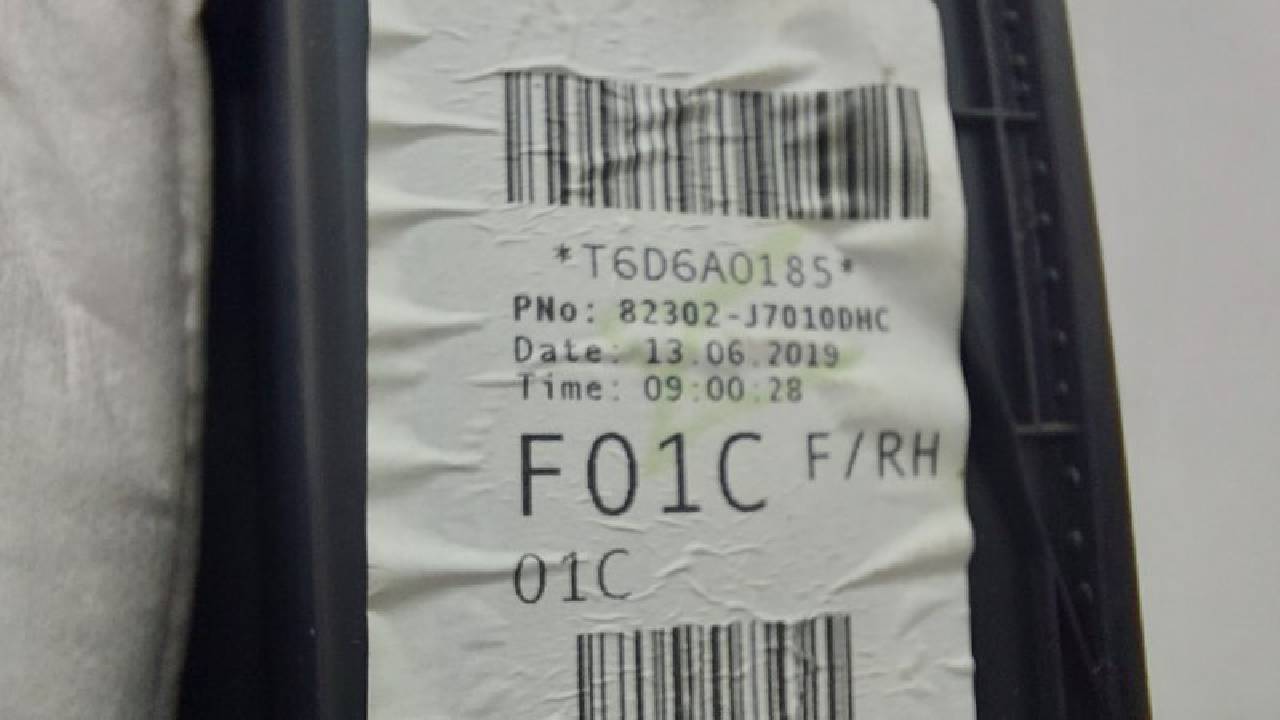 *T6D6A0185*
PNo: 82302-J7010DHC
Date: 13.06.2019
Time: 09:00:28
F01C F/RH
01C